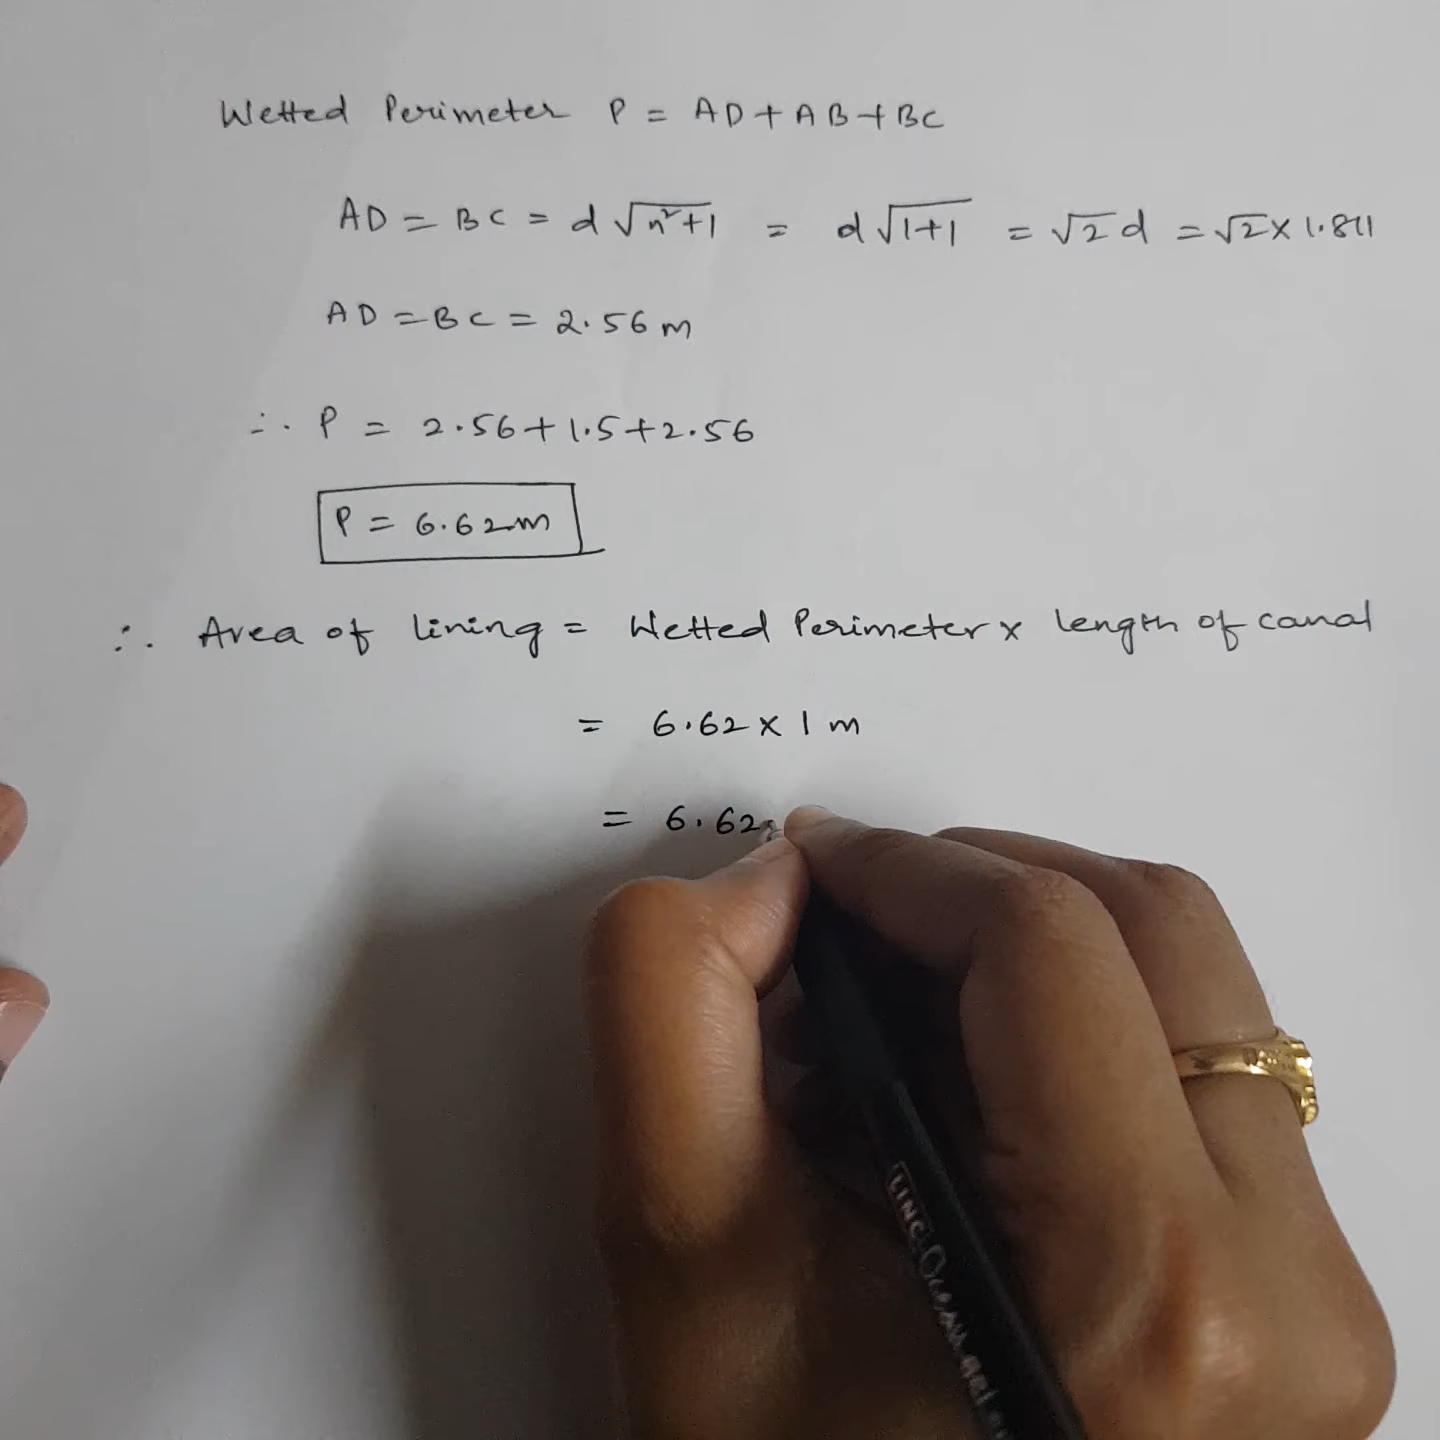 Wetted Perimeter P = AD + AB + BC
AD = BC = d√n²+1 = d√1+1 = √2 d = √2 × 1.811
AD = BC = 2.56 m
∴ P = 2.56 + 1.5 + 2.56
P = 6.62 m
∴ Area of lining = Wetted Perimeter × length of canal
= 6.62 × 1 m
= 6.62
LINC Ocean